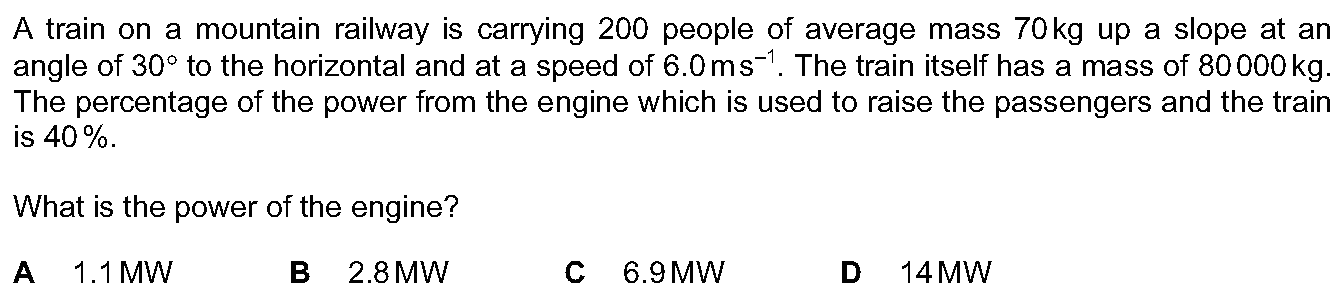 A train on a mountain railway is carrying 200 people of average mass 70 kg up a slope at an
angle of 30° to the horizontal and at a speed of 6.0 m s⁻¹. The train itself has a mass of 80 000 kg.
The percentage of the power from the engine which is used to raise the passengers and the train
is 40 %.
What is the power of the engine?
A 1.1 MW B 2.8 MW C 6.9 MW D 14 MW